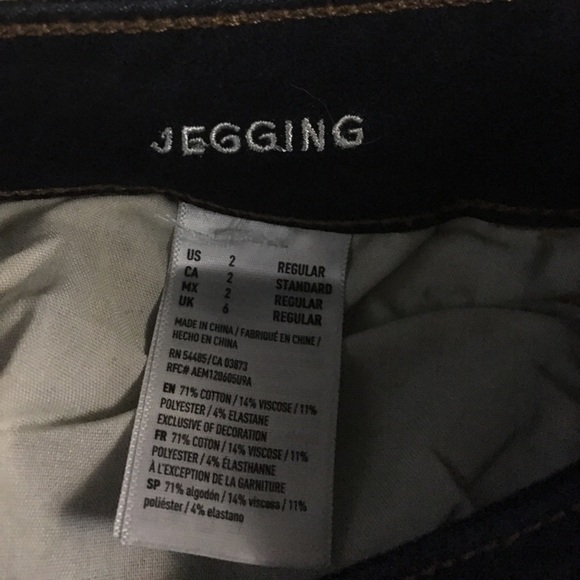 JEGGING
US 2 REGULAR
CA 2 STANDARD
MX 2 REGULAR
UK 6 REGULAR
MADE IN CHINA / FABRIQUÉ EN CHINE /
HECHO EN CHINA
RN 54485/CA 03873
RFC# AEM120605U9A
EN 71% COTTON / 14% VISCOSE / 11%
POLYESTER / 4% ELASTANE
EXCLUSIVE OF DECORATION
FR 71% COTON / 14% VISCOSE / 11%
POLYESTER / 4% ÉLASTHANNE
À L'EXCEPTION DE LA GARNITURE
SP 71% algodón / 14% viscosa / 11%
poliéster / 4% elastano